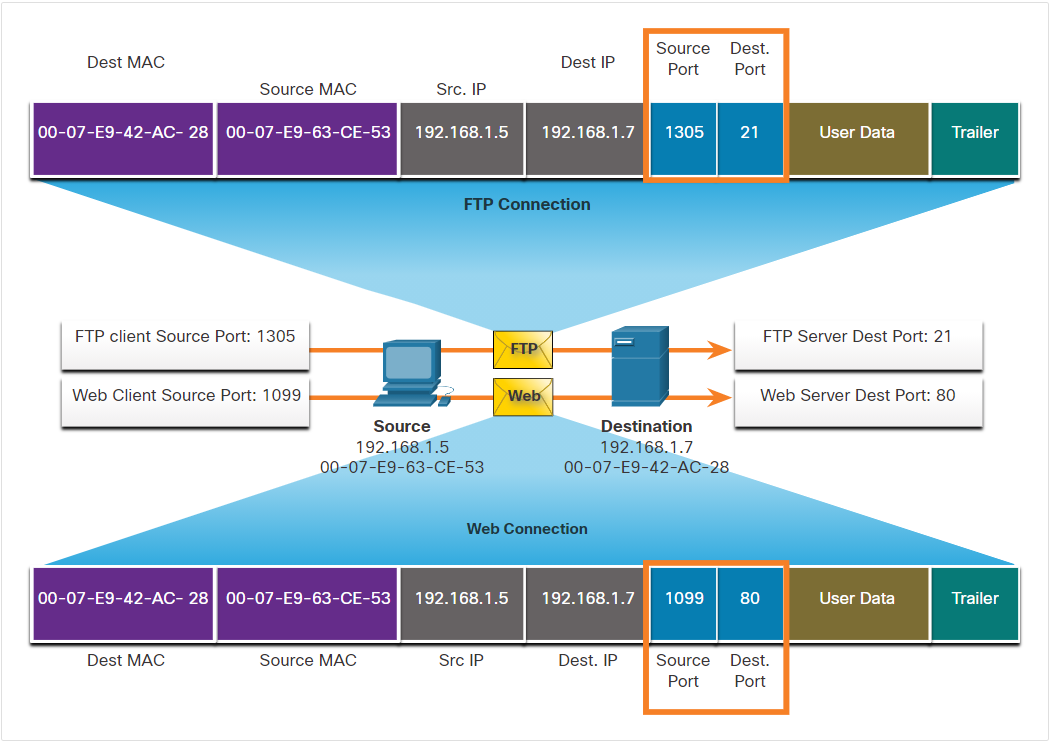 Dest MAC
Source MAC
Src. IP
Dest IP
Source
Port
Dest.
Port
00-07-E9-42-AC- 28
00-07-E9-63-CE-53
192.168.1.5
192.168.1.7
1305
21
User Data
Trailer
FTP Connection
FTP client Source Port: 1305
FTP
FTP Server Dest Port: 21
Web Client Source Port: 1099
Web
Web Server Dest Port: 80
Source
192.168.1.5
00-07-E9-63-CE-53
Destination
192.168.1.7
00-07-E9-42-AC-28
Web Connection
00-07-E9-42-AC- 28
00-07-E9-63-CE-53
192.168.1.5
192.168.1.7
1099
80
User Data
Trailer
Dest MAC
Source MAC
Src IP
Dest. IP
Source
Port
Dest.
Port